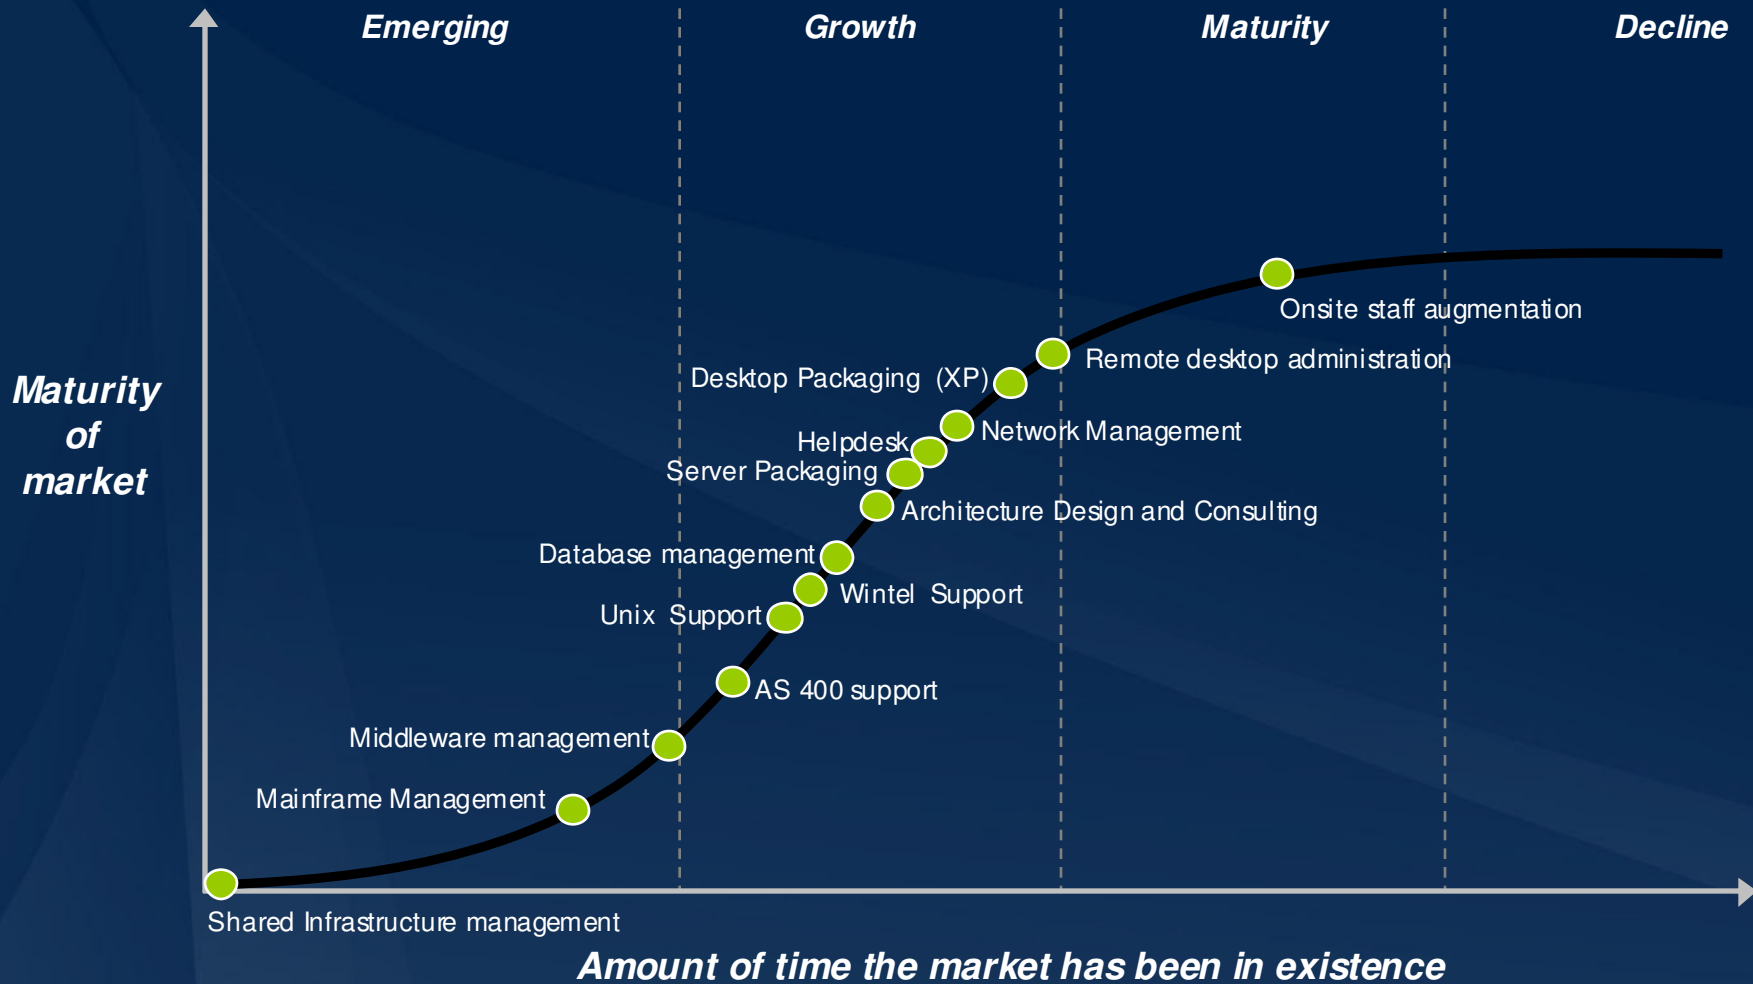 Emerging
Growth
Maturity
Decline
Maturity
of
market
Onsite staff augmentation
Remote desktop administration
Desktop Packaging (XP)
Network Management
Helpdesk
Server Packaging
Architecture Design and Consulting
Database management
Wintel Support
Unix Support
AS 400 support
Middleware management
Mainframe Management
Shared Infrastructure management
Amount of time the market has been in existence